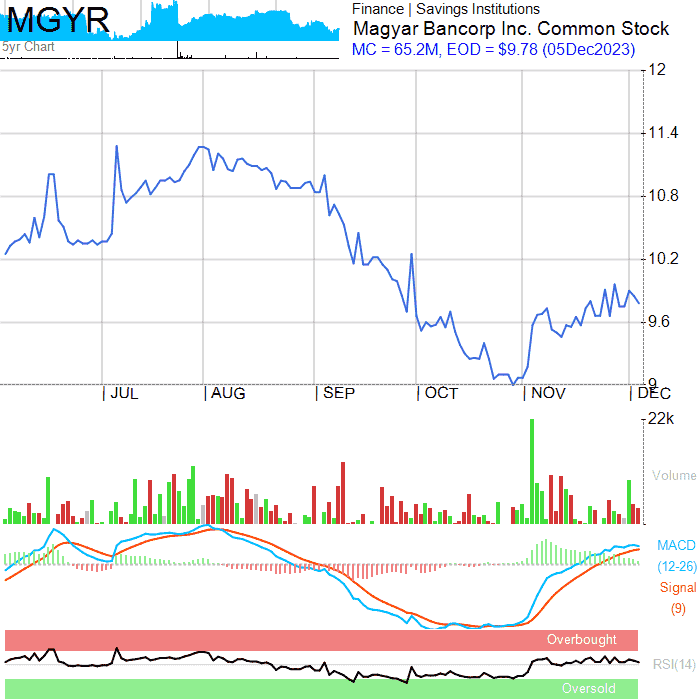 MGYR
5yr Chart
Finance | Savings Institutions
Magyar Bancorp Inc. Common Stock
MC = 65.2M, EOD = $9.78 (05Dec2023)
12
11.4
10.8
10.2
9.6
9
| JUL | AUG | SEP | OCT | NOV | DEC
22k
Volume
MACD
(12-26)
Signal
(9)
Overbought
RSI(14)
Oversold